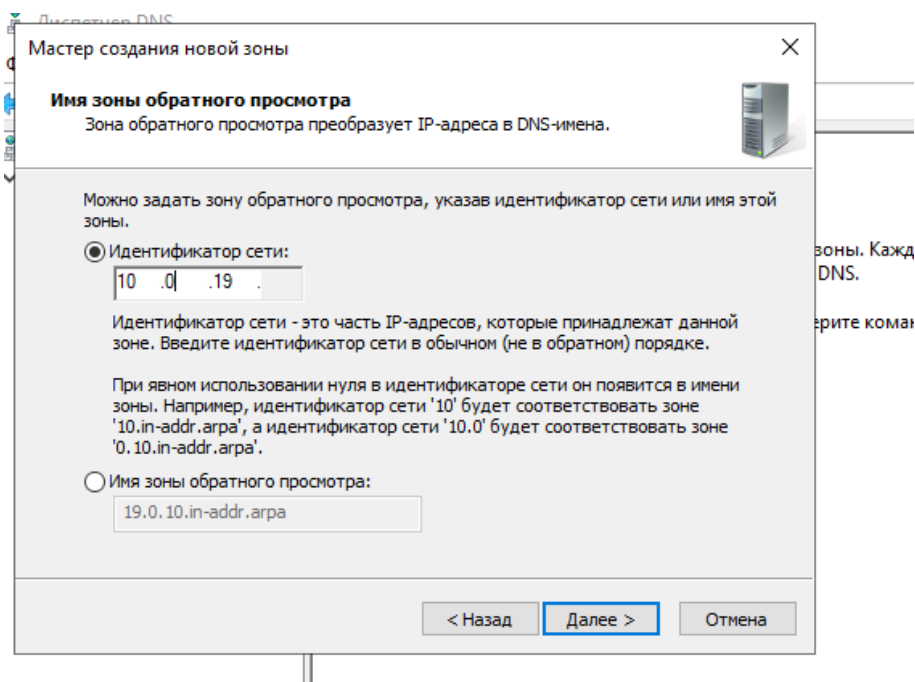 Диспетчер DNS
Мастер создания новой зоны
Имя зоны обратного просмотра
Зона обратного просмотра преобразует IP-адреса в DNS-имена.
Можно задать зону обратного просмотра, указав идентификатор сети или имя этой
зоны.
Идентификатор сети:
10 .0 .19 .
Идентификатор сети - это часть IP-адресов, которые принадлежат данной
зоне. Введите идентификатор сети в обычном (не в обратном) порядке.
При явном использовании нуля в идентификаторе сети он появится в имени
зоны. Например, идентификатор сети '10' будет соответствовать зоне
'10.in-addr.arpa', а идентификатор сети '10.0' будет соответствовать зоне
'0.10.in-addr.arpa'.
Имя зоны обратного просмотра:
19.0.10.in-addr.arpa
< Назад
Далее >
Отмена
зоны. Кажд
DNS.
ерите кома